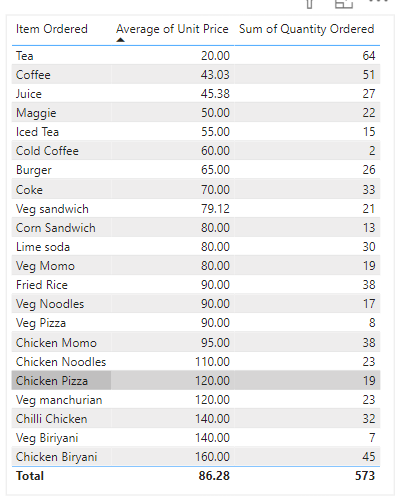 Item Ordered Average of Unit Price Sum of Quantity Ordered
Tea 20.00 64
Coffee 43.03 51
Juice 45.38 27
Maggie 50.00 22
Iced Tea 55.00 15
Cold Coffee 60.00 2
Burger 65.00 26
Coke 70.00 33
Veg sandwich 79.12 21
Corn Sandwich 80.00 13
Lime soda 80.00 30
Veg Momo 80.00 19
Fried Rice 90.00 38
Veg Noodles 90.00 17
Veg Pizza 90.00 8
Chicken Momo 95.00 38
Chicken Noodles 110.00 23
Chicken Pizza 120.00 19
Veg manchurian 120.00 23
Chilli Chicken 140.00 32
Veg Biriyani 140.00 7
Chicken Biryani 160.00 45
Total 86.28 573